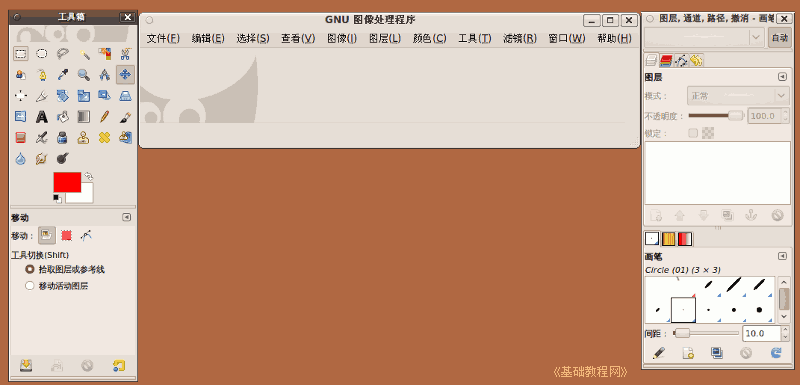 工具箱
移动
移动：
工具切换(Shift)
拾取图层或参考线
移动活动图层
GNU 图像处理程序
文件(F) 编辑(E) 选择(S) 查看(V) 图像(I) 图层(L) 颜色(C) 工具(T) 滤镜(R) 窗口(W) 帮助(H)
图层, 通道, 路径, 撤消 - 画笔
自动
图层
模式： 正常
不透明度： 100.0
锁定：
画笔
Circle (01) (3 × 3)
间距： 10.0
《基础教程网》